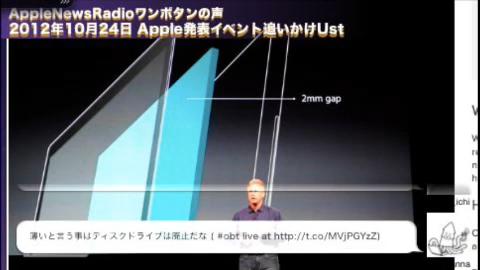 AppleNewsRadioワンボタンの声
2012年10月24日 Apple発表イベント追いかけUst
2mm gap
薄いと言う事はディスクドライブは廃止だな ( #obt live at http://t.co/MVjPGYzZ)